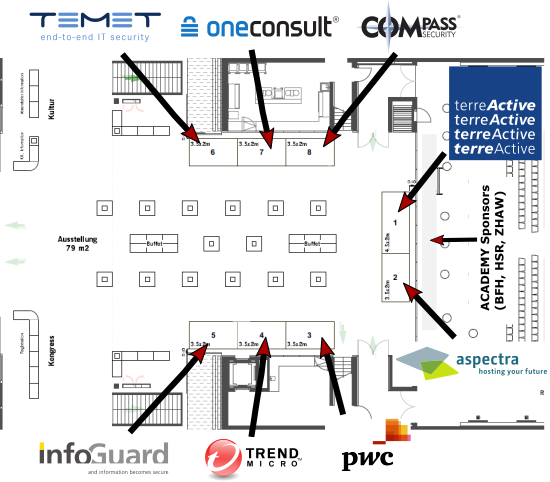 TEMET
end-to-end IT security
oneconsult®
COMPASS®
SECURITY
terreActive
terreActive
terreActive
terreActive
Kultur
3.5x2m
3.5x2m
3.5x2m
6
7
8
1
4.5x2m
2
3.5x2m
ACADEMY Sponsors
(BFH, HSR, ZHAW)
Ausstellung
79 m2
Buffet
Buffet
Registration
Kongress
5
4
3
3.5x2m
3.5x2m
3.5x2m
aspectra
hosting your future
infoGuard
and information becomes secure
TREND
MICRO™
pwc